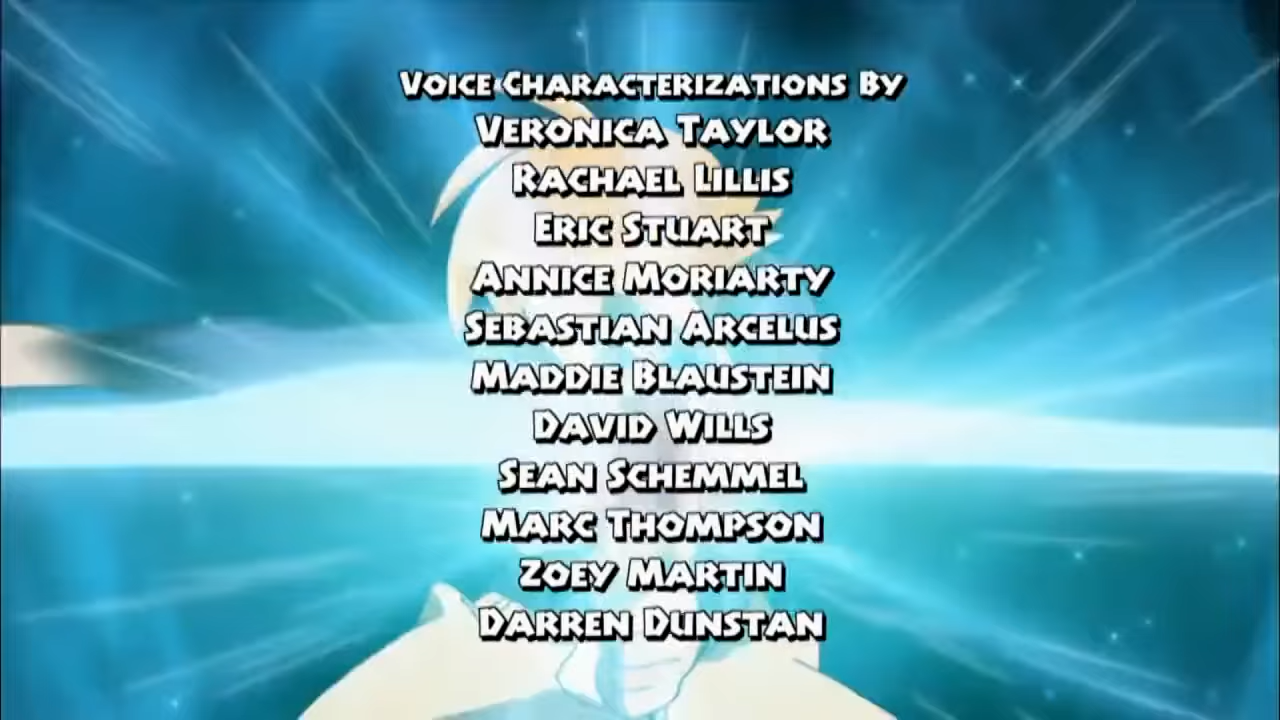 Voice Characterizations By
Veronica Taylor
Rachael Lillis
Eric Stuart
Annice Moriarty
Sebastian Arcelus
Maddie Blaustein
David Wills
Sean Schemmel
Marc Thompson
Zoey Martin
Darren Dunstan